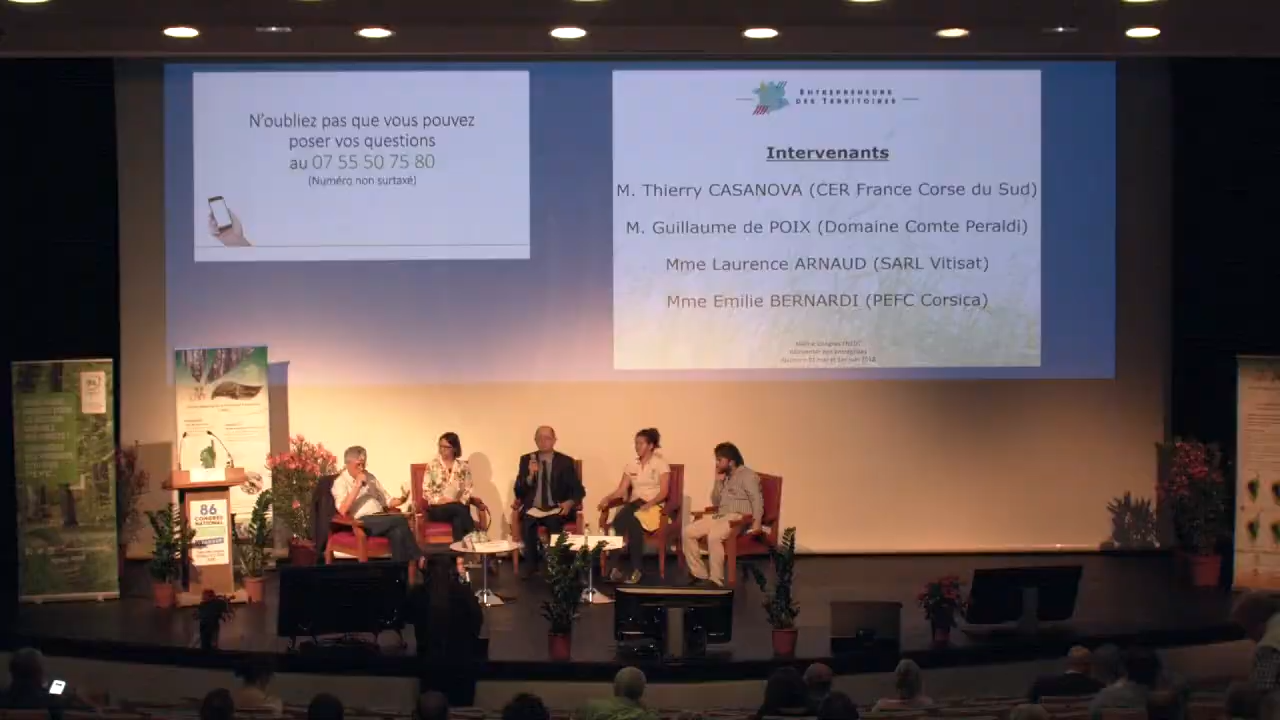 N'oubliez pas que vous pouvez
poser vos questions
au 07 55 50 75 80
(Numéro non surtaxé)
ENTREPRENEURS
DES TERRITOIRES
Intervenants
M. Thierry CASANOVA (CER France Corse du Sud)
M. Guillaume de POIX (Domaine Comte Peraldi)
Mme Laurence ARNAUD (SARL Vitisat)
Mme Emilie BERNARDI (PEFC Corsica)
86
CONGRES
NATIONAL